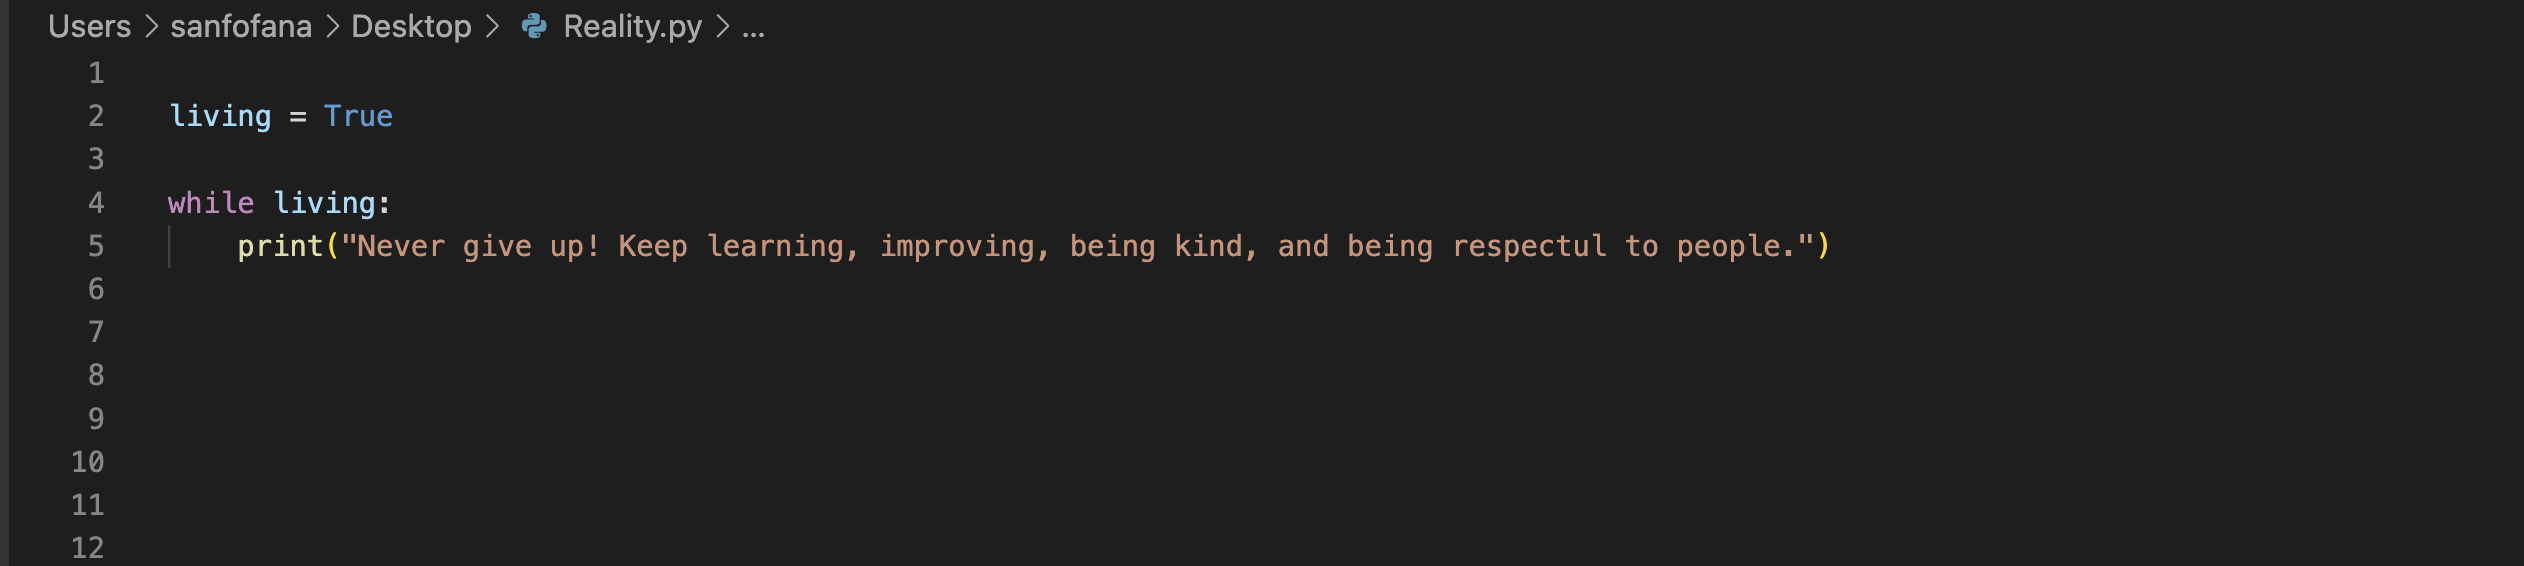 Users > sanfofana > Desktop > Reality.py > ...
1
2 living = True
3
4 while living:
5     print("Never give up! Keep learning, improving, being kind, and being respectul to people.")
6
7
8
9
10
11
12